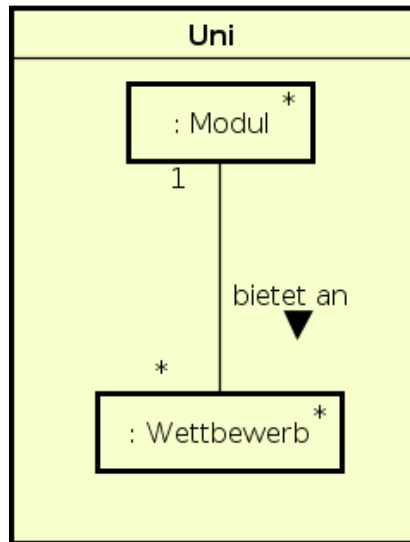 Uni
*
: Modul
1
bietet an
*
*
: Wettbewerb